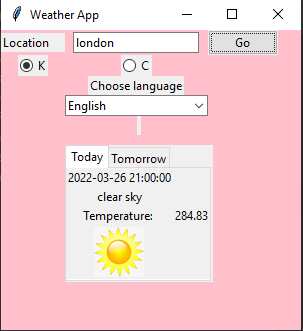 Weather App
Location london Go
K C
Choose language
English
Today Tomorrow
2022-03-26 21:00:00
clear sky
Temperature: 284.83